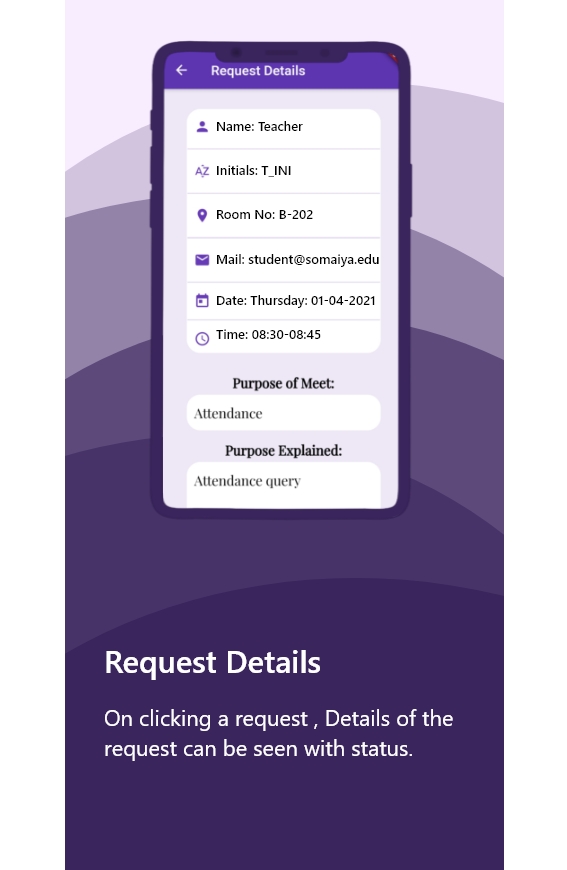 Request Details
Name: Teacher
Initials: T_INI
Room No: B-202
Mail: student@somaiya.edu
Date: Thursday: 01-04-2021
Time: 08:30-08:45
Purpose of Meet:
Attendance
Purpose Explained:
Attendance query
Request Details
On clicking a request , Details of the
request can be seen with status.